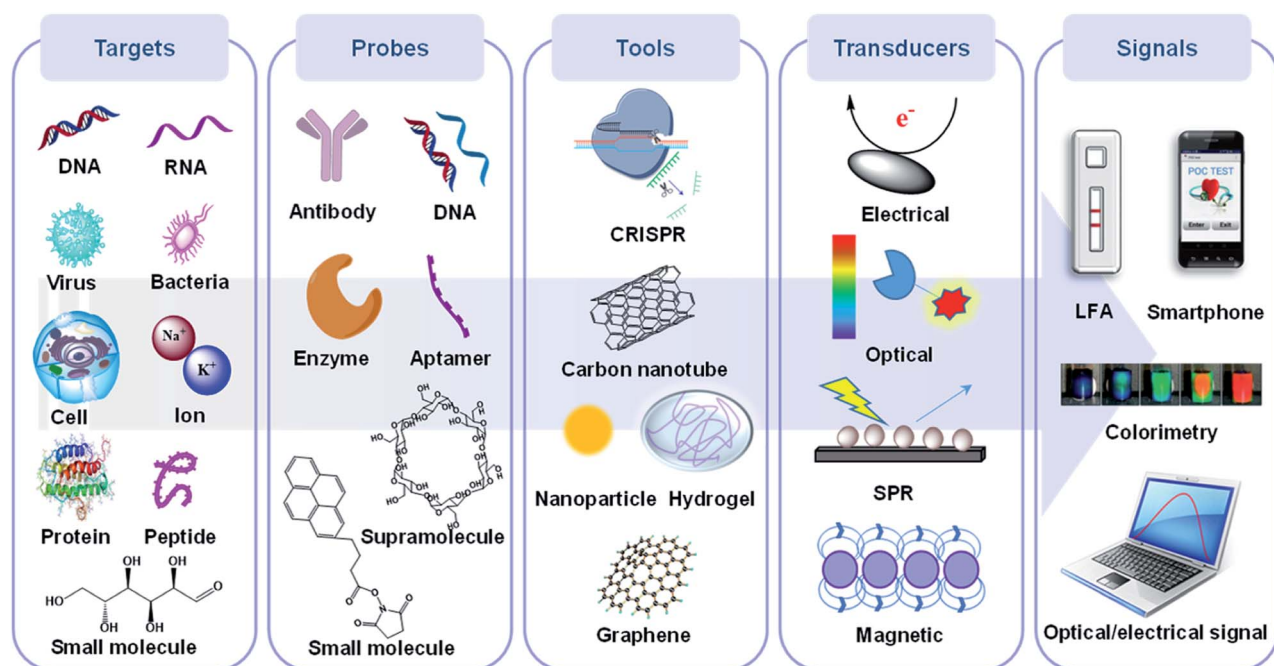 Targets
DNA
RNA
Virus
Bacteria
Na+
K+
Cell
Ion
Protein
Peptide
OH
OH
HO
O
OH
OH
Small molecule
Probes
Antibody
DNA
Enzyme
Aptamer
Supramolecule
O
O
N
O
O
Small molecule
Tools
CRISPR
Carbon nanotube
Nanoparticle
Hydrogel
Graphene
Transducers
e-
Electrical
Optical
SPR
Magnetic
Signals
POC TEST
Enter
Exit
LFA
Smartphone
Colorimetry
Optical/electrical signal